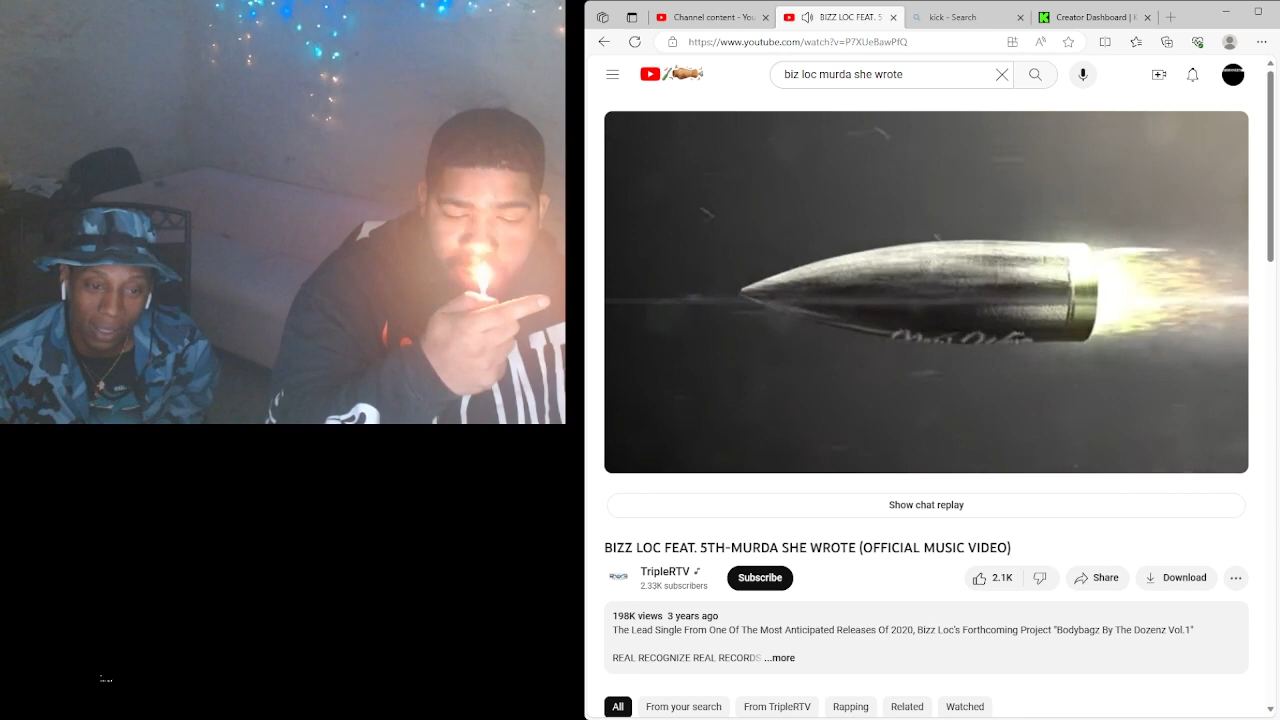 Channel content - You
BIZZ LOC FEAT. 5
kick - Search
Creator Dashboard | K
https://www.youtube.com/watch?v=P7XUeBawPfQ
biz loc murda she wrote
Show chat replay
BIZZ LOC FEAT. 5TH-MURDA SHE WROTE (OFFICIAL MUSIC VIDEO)
TripleRTV
2.33K subscribers
Subscribe
2.1K
Share
Download
198K views 3 years ago
The Lead Single From One Of The Most Anticipated Releases Of 2020, Bizz Loc's Forthcoming Project "Bodybagz By The Dozenz Vol.1"
REAL RECOGNIZE REAL RECORDS ...more
All From your search From TripleRTV Rapping Related Watched